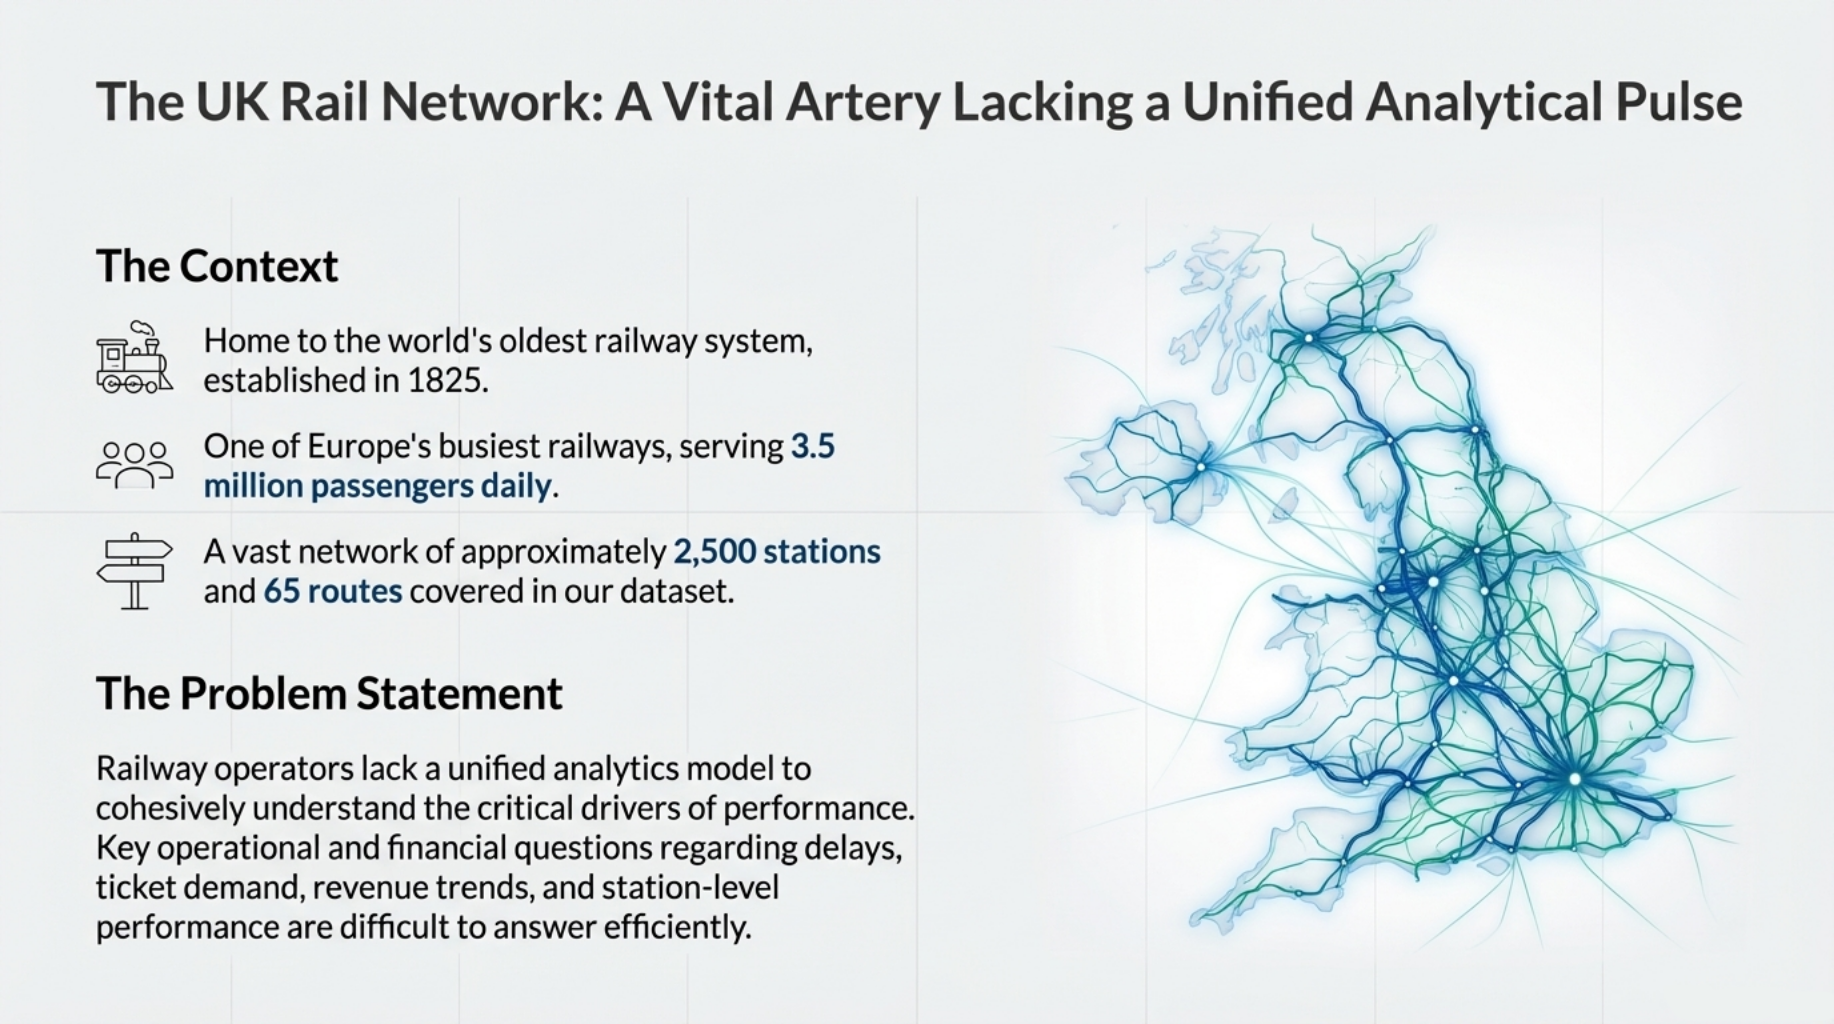 The UK Rail Network: A Vital Artery Lacking a Unified Analytical Pulse
The Context
Home to the world's oldest railway system,
established in 1825.
One of Europe's busiest railways, serving 3.5
million passengers daily.
A vast network of approximately 2,500 stations
and 65 routes covered in our dataset.
The Problem Statement
Railway operators lack a unified analytics model to
cohesively understand the critical drivers of performance.
Key operational and financial questions regarding delays,
ticket demand, revenue trends, and station-level
performance are difficult to answer efficiently.